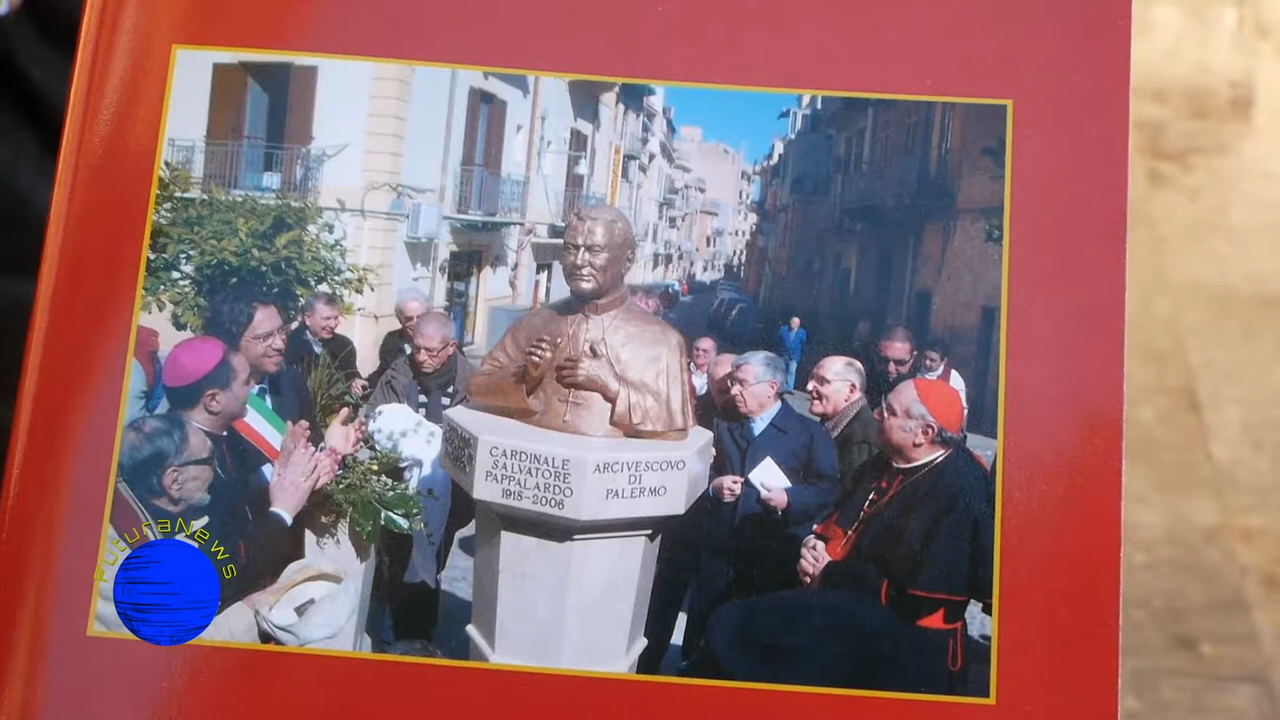 CARDINALE
SALVATORE
PAPPALARDO
1918-2006
ARCIVESCOVO
DI
PALERMO
FuturaNews